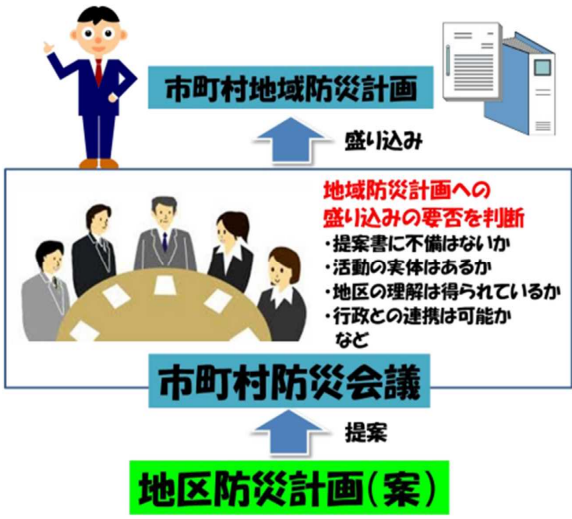 市町村地域防災計画
盛り込み
地域防災計画への
盛り込みの要否を判断
・提案書に不備はないか
・活動の実体はあるか
・地区の理解は得られているか
・行政との連携は可能か
など
市町村防災会議
提案
地区防災計画(案)